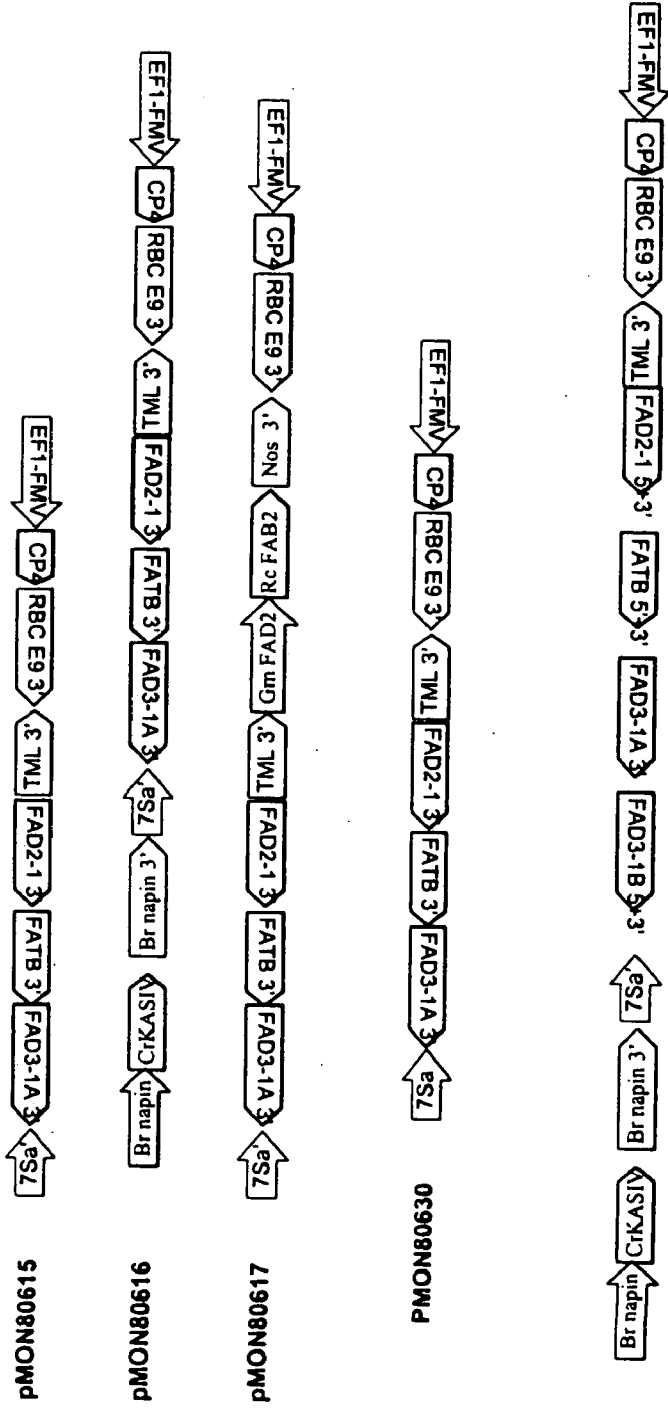 pMON80615
7Sa' FAD3-1A 3' FATB 3' FAD2-1 3' TML 3' RBC E9 3' CP4 EF1-FMV
pMON80616
Br napin CrKASIV Br napin 3' 7Sa' FAD3-1A 3' FATB 3' FAD2-1 3' TML 3' RBC E9 3' CP4 EF1-FMV
pMON80617
7Sa' FAD3-1A 3' FATB 3' FAD2-1 3' TML 3' Gm FAD2 Rc FAB2 Nos 3' RBC E9 3' CP4 EF1-FMV
PMON80630
7Sa' FAD3-1A 3' FATB 3' FAD2-1 3' TML 3' RBC E9 3' CP4 EF1-FMV
Br napin CrKASIV Br napin 3' 7Sa' FAD3-1B 5'+3' FAD3-1A 3' FATB 5'+3' FAD2-1 5'+3' TML 3' RBC E9 3' CP4 EF1-FMV